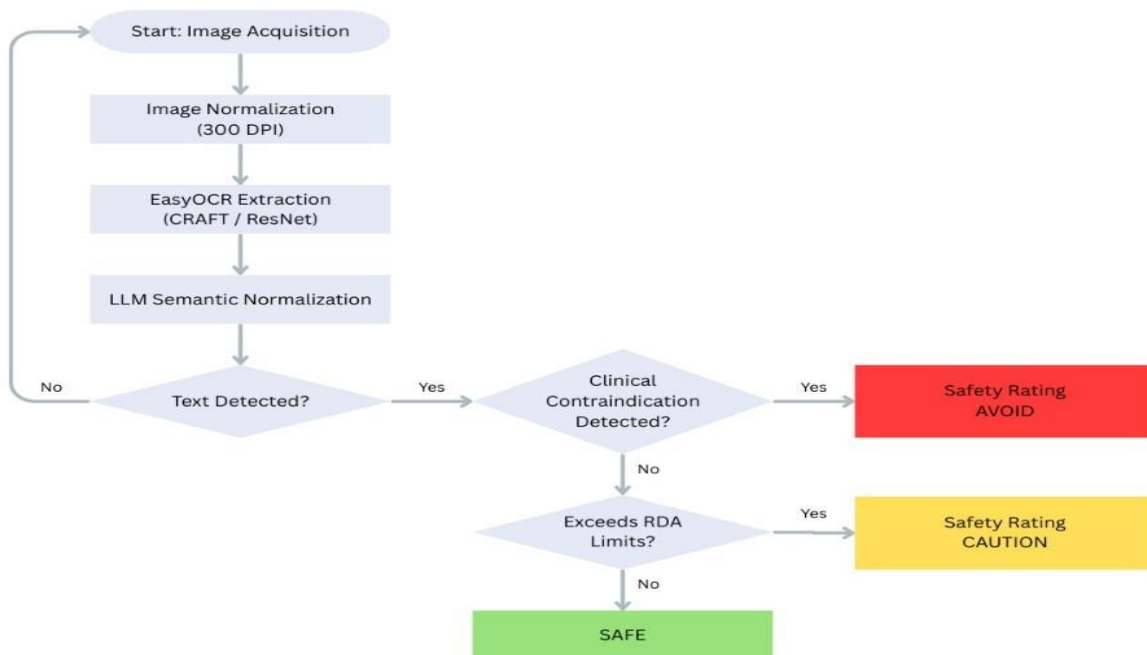 Start: Image Acquisition
Image Normalization
(300 DPI)
EasyOCR Extraction
(CRAFT / ResNet)
LLM Semantic Normalization
No
Text Detected?
Yes
Clinical
Contraindication
Detected?
Yes
Safety Rating
AVOID
No
Exceeds RDA
Limits?
Yes
Safety Rating
CAUTION
No
SAFE